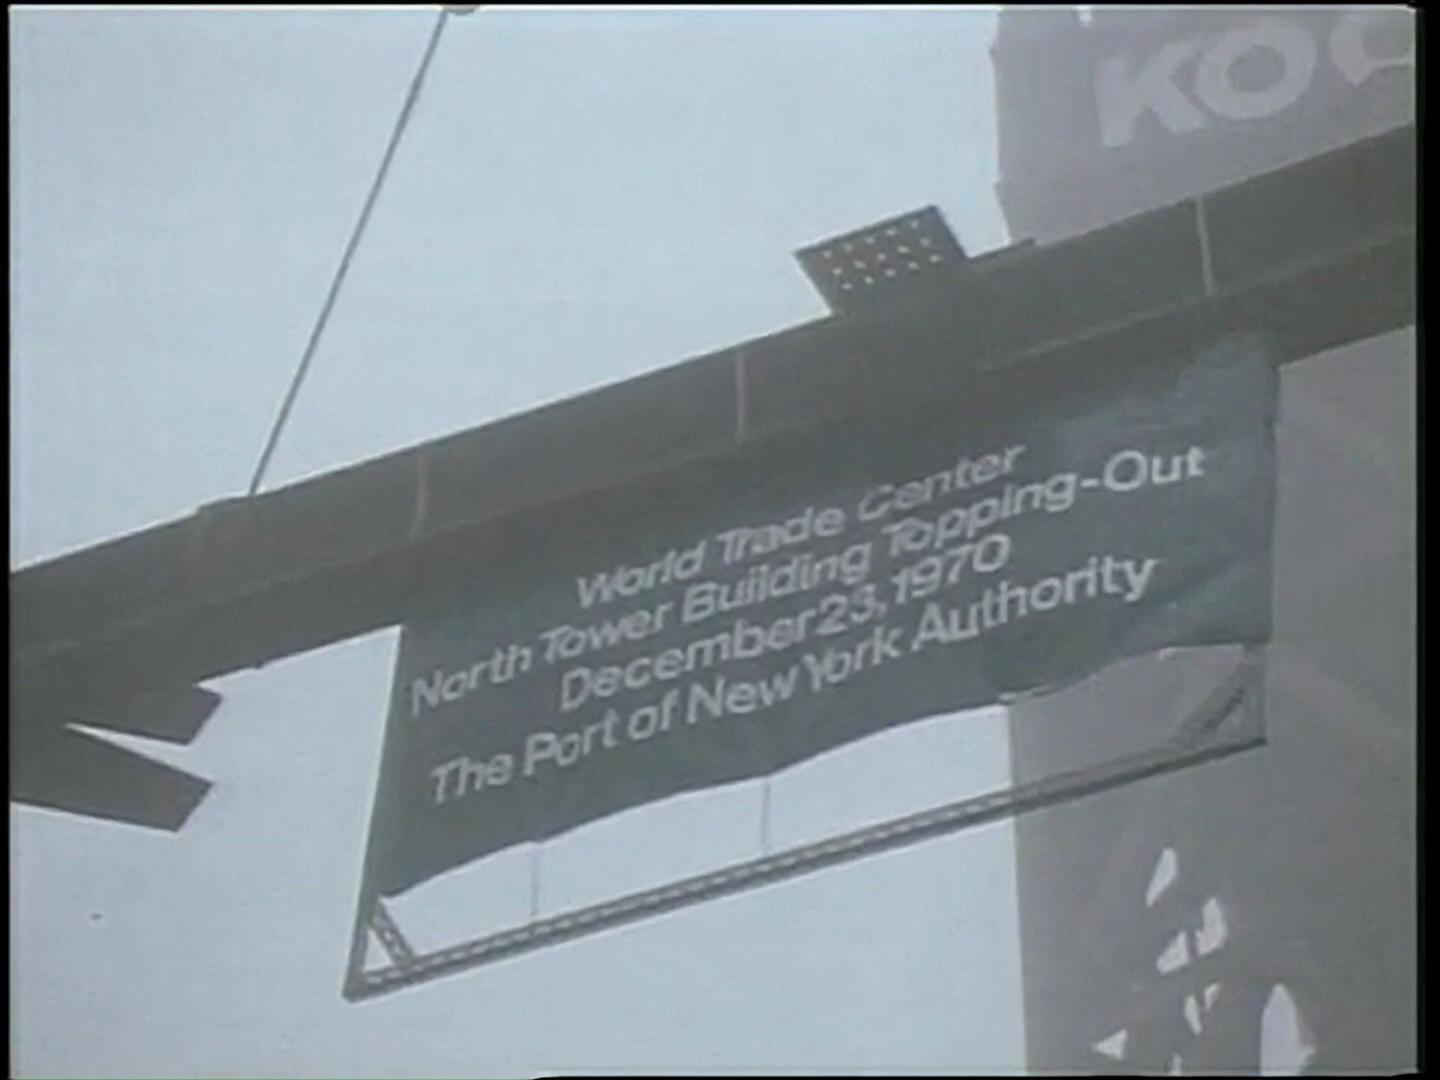 KO
World Trade Center
North Tower Building Topping-Out
December 23, 1970
The Port of New York Authority